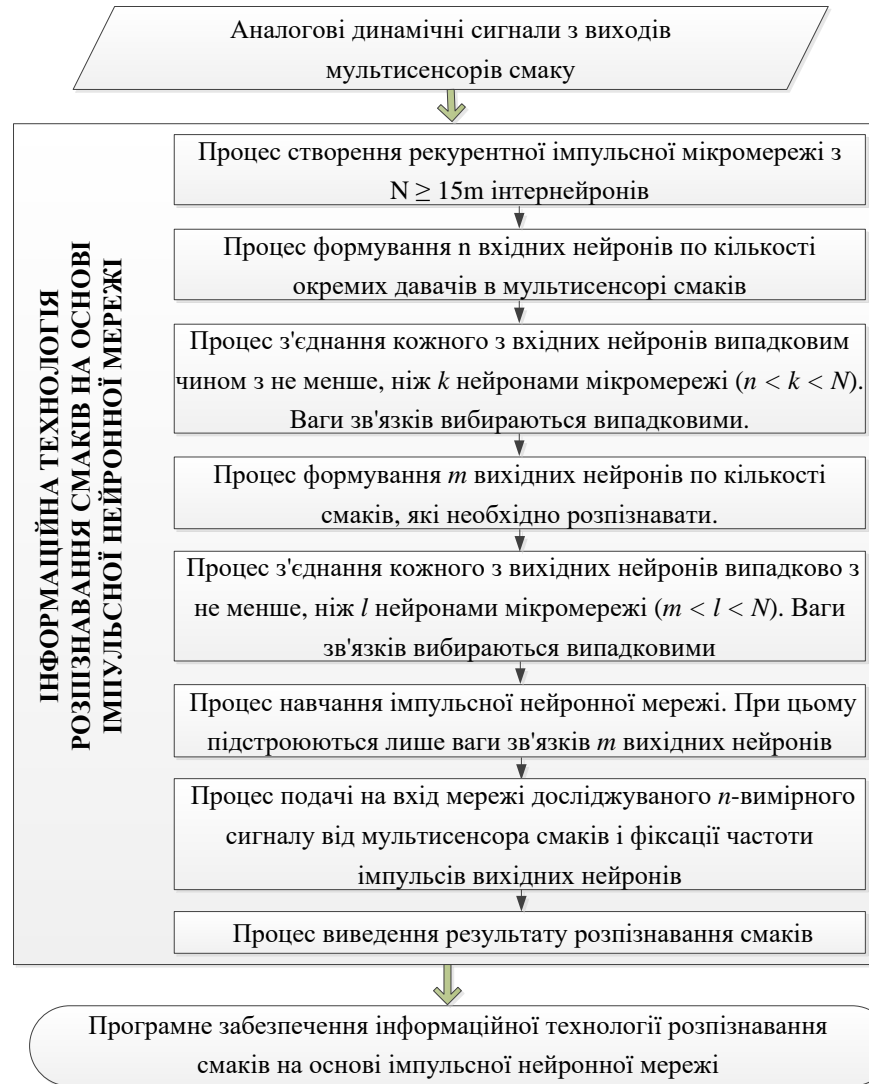 Аналогові динамічні сигнали з виходів
мультисенсорів смаку
ІНФОРМАЦІЙНА ТЕХНОЛОГІЯ
РОЗПІЗНАВАННЯ СМАКІВ НА ОСНОВІ
ІМПУЛЬСНОЇ НЕЙРОННОЇ МЕРЕЖІ
Процес створення рекурентної імпульсної мікромережі з
N ≥ 15m інтернейронів
Процес формування n вхідних нейронів по кількості
окремих давачів в мультисенсорі смаків
Процес з'єднання кожного з вхідних нейронів випадковим
чином з не менше, ніж k нейронами мікромережі (n < k < N).
Ваги зв'язків вибираються випадковими.
Процес формування m вихідних нейронів по кількості
смаків, які необхідно розпізнавати.
Процес з'єднання кожного з вихідних нейронів випадково з
не менше, ніж l нейронами мікромережі (m < l < N). Ваги
зв'язків вибираються випадковими
Процес навчання імпульсної нейронної мережі. При цьому
підстроюються лише ваги зв'язків m вихідних нейронів
Процес подачі на вхід мережі досліджуваного n-вимірного
сигналу від мультисенсора смаків і фіксації частоти
імпульсів вихідних нейронів
Процес виведення результату розпізнавання смаків
Програмне забезпечення інформаційної технології розпізнавання
смаків на основі імпульсної нейронної мережі